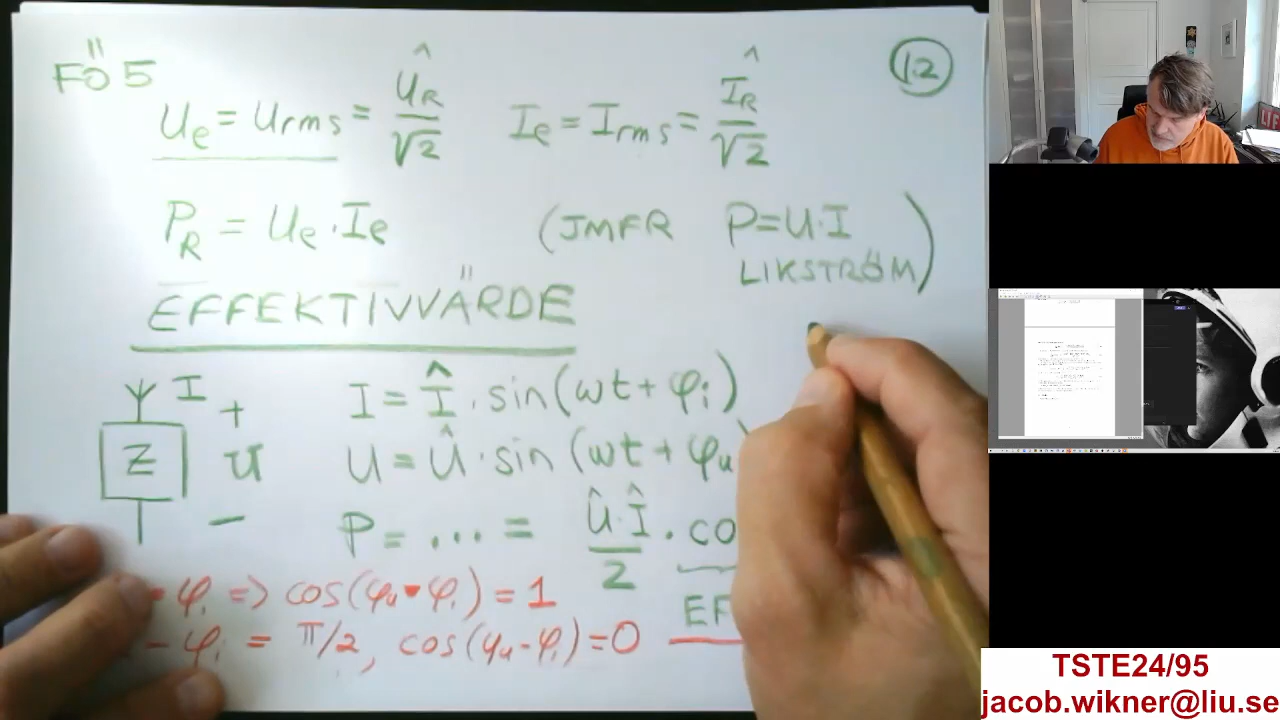 FÖ 5
12
Ue = Urms = ÛR/√2    Ie = Irms = ÎR/√2
PR = Ue · Ie    (JMFR P=U·I
LIKSTRÖM)
EFFEKTIVVÄRDE
I    I = Î · sin(ωt + φi)
+
Z    U    U = Û · sin(ωt + φu
−    P = ... = Û·Î/2 · co
EF
φi => cos(φu - φi) = 1
- φi = π/2, cos(φu - φi) = 0
TSTE24/95
jacob.wikner@liu.se